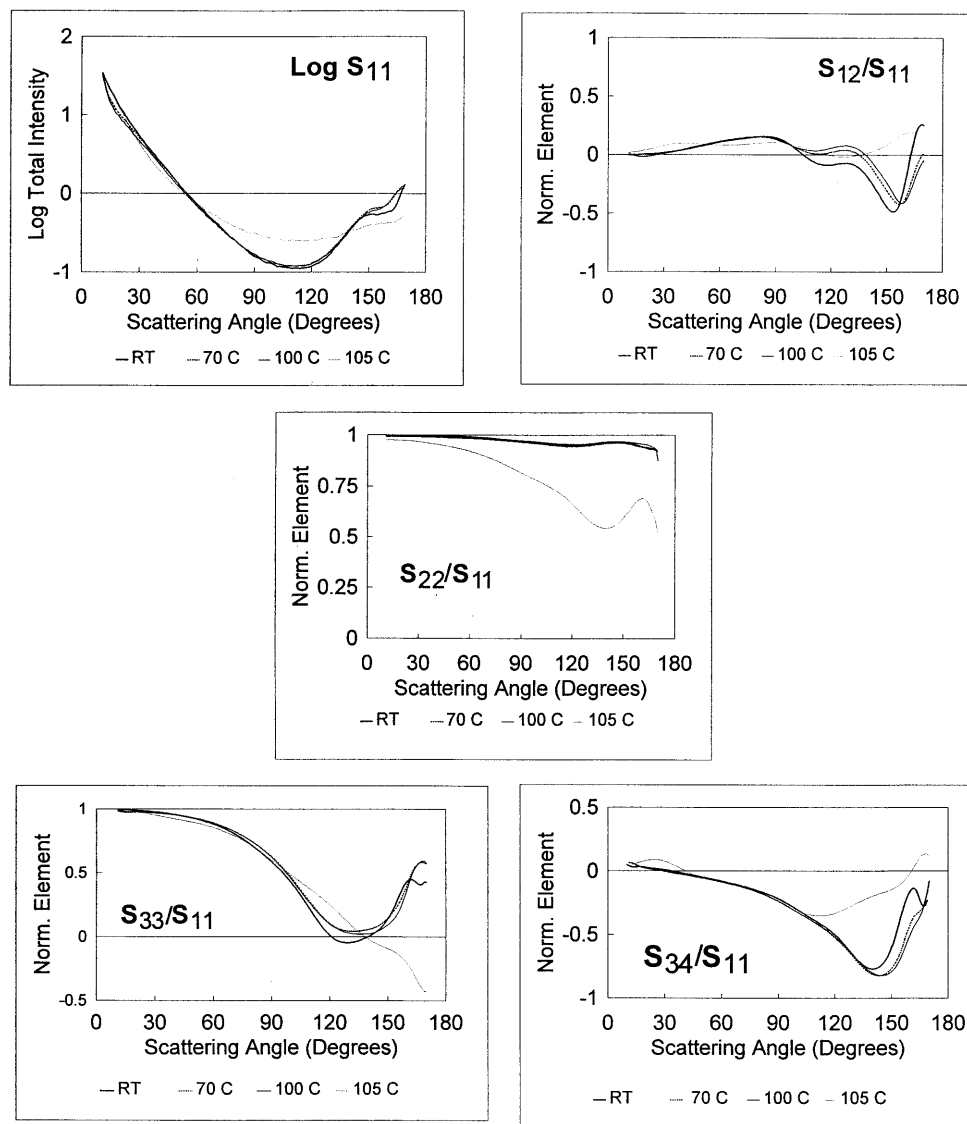 Log S11
Log Total Intensity
2
1
0
-1
0 30 60 90 120 150 180
Scattering Angle (Degrees)
RT 70 C 100 C 105 C
S12/S11
Norm. Element
1
0.5
0
-0.5
-1
0 30 60 90 120 150 180
Scattering Angle (Degrees)
RT 70 C 100 C 105 C
S22/S11
Norm. Element
1
0.75
0.5
0.25
0
0 30 60 90 120 150 180
Scattering Angle (Degrees)
RT 70 C 100 C 105 C
S33/S11
Norm. Element
1
0.5
0
-0.5
0 30 60 90 120 150 180
Scattering Angle (Degrees)
RT 70 C 100 C 105 C
S34/S11
Norm. Element
0.5
0
-0.5
-1
0 30 60 90 120 150 180
Scattering Angle (Degrees)
RT 70 C 100 C 105 C